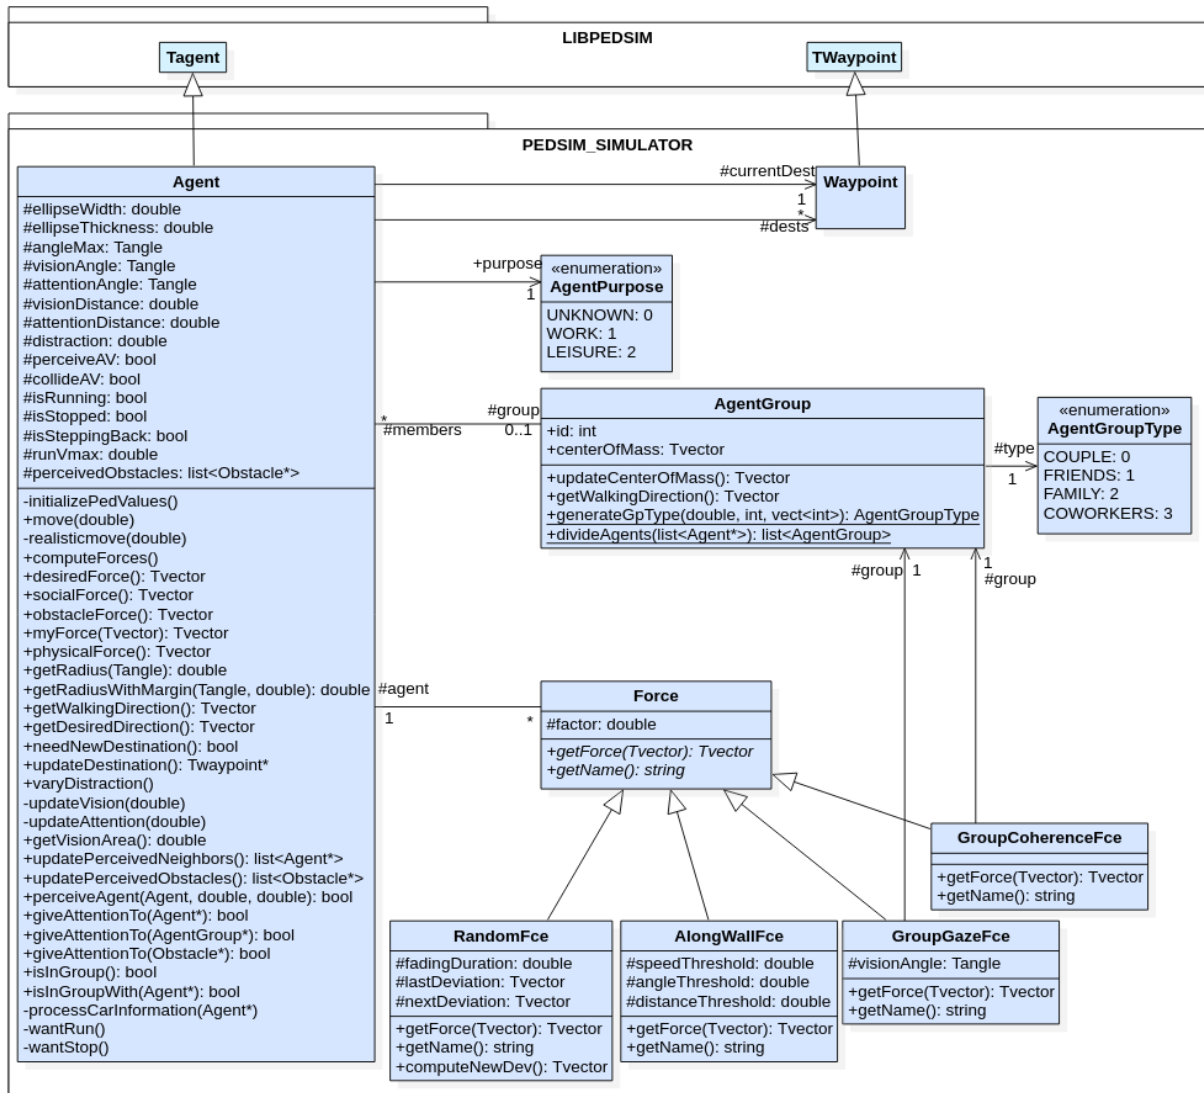 LIBPEDSIM
Tagent
TWaypoint
PEDSIM_SIMULATOR
Agent
#ellipseWidth: double
#ellipseThickness: double
#angleMax: Tangle
#visionAngle: Tangle
#attentionAngle: Tangle
#visionDistance: double
#attentionDistance: double
#distraction: double
#perceiveAV: bool
#collideAV: bool
#isRunning: bool
#isStopped: bool
#isSteppingBack: bool
#runVmax: double
#perceivedObstacles: list<Obstacle*>
-initializePedValues()
+move(double)
-realisticmove(double)
+computeForces()
+desiredForce(): Tvector
+socialForce(): Tvector
+obstacleForce(): Tvector
+myForce(Tvector): Tvector
+physicalForce(): Tvector
+getRadius(Tangle): double
+getRadiusWithMargin(Tangle, double): double
+getWalkingDirection(): Tvector
+getDesiredDirection(): Tvector
+needNewDestination(): bool
+updateDestination(): Twaypoint*
+varyDistraction()
-updateVision(double)
-updateAttention(double)
+getVisionArea(): double
+updatePerceivedNeighbors(): list<Agent*>
+updatePerceivedObstacles(): list<Obstacle*>
+perceiveAgent(Agent, double, double): bool
+giveAttentionTo(Agent*): bool
+giveAttentionTo(AgentGroup*): bool
+giveAttentionTo(Obstacle*): bool
+isInGroup(): bool
+isInGroupWith(Agent*): bool
-processCarInformation(Agent*)
-wantRun()
-wantStop()
#currentDest
1
*
#dests
Waypoint
+purpose
1
«enumeration»
AgentPurpose
UNKNOWN: 0
WORK: 1
LEISURE: 2
*
#members
#group
0..1
AgentGroup
+id: int
+centerOfMass: Tvector
+updateCenterOfMass(): Tvector
+getWalkingDirection(): Tvector
+generateGpType(double, int, vect<int>): AgentGroupType
+divideAgents(list<Agent*>): list<AgentGroup>
#type
1
«enumeration»
AgentGroupType
COUPLE: 0
FRIENDS: 1
FAMILY: 2
COWORKERS: 3
#group 1
1
#group
#agent
1
*
Force
#factor: double
+getForce(Tvector): Tvector
+getName(): string
GroupCoherenceFce
+getForce(Tvector): Tvector
+getName(): string
RandomFce
#fadingDuration: double
#lastDeviation: Tvector
#nextDeviation: Tvector
+getForce(Tvector): Tvector
+getName(): string
+computeNewDev(): Tvector
AlongWallFce
#speedThreshold: double
#angleThreshold: double
#distanceThreshold: double
+getForce(Tvector): Tvector
+getName(): string
GroupGazeFce
#visionAngle: Tangle
+getForce(Tvector): Tvector
+getName(): string